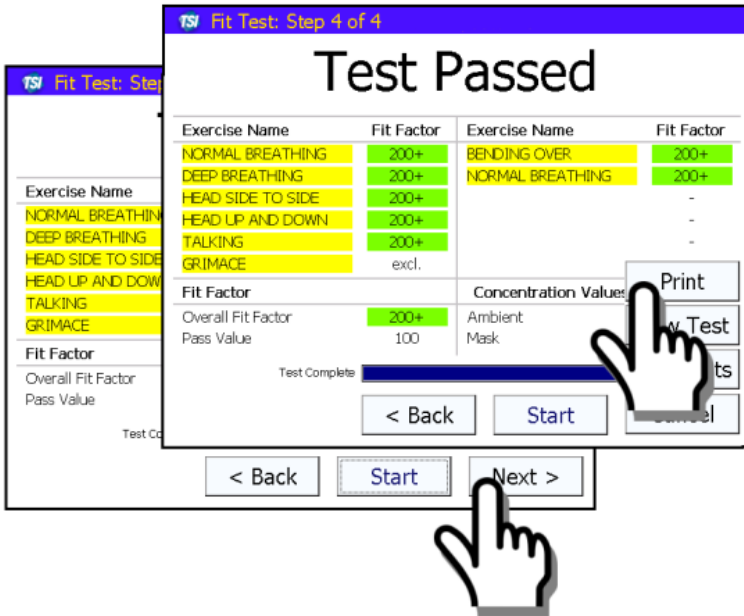 TSI Fit Test: Step 4 of 4
Test Passed
Exercise Name Fit Factor Exercise Name Fit Factor
NORMAL BREATHING 200+ BENDING OVER 200+
DEEP BREATHING 200+ NORMAL BREATHING 200+
HEAD SIDE TO SIDE 200+ -
HEAD UP AND DOWN 200+ -
TALKING 200+ -
GRIMACE excl.
Fit Factor Concentration Values
Overall Fit Factor 200+ Ambient
Pass Value 100 Mask
Test Complete
Print
Test
< Back Start
TSI Fit Test:
Exercise Name
NORMAL BREATHING
DEEP BREATHING
HEAD SIDE TO SIDE
HEAD UP AND DOW
TALKING
GRIMACE
Fit Factor
Overall Fit Factor
Pass Value
Test Co
< Back Start Next >